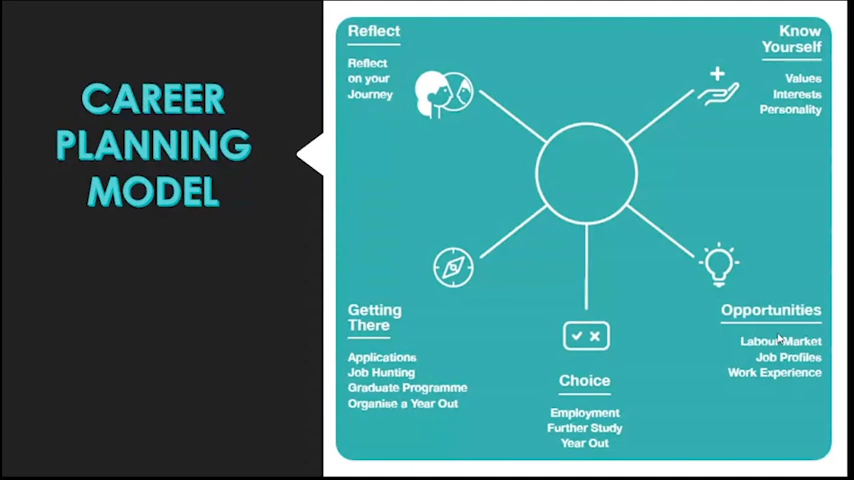 CAREER
PLANNING
MODEL
Reflect
Reflect
on your
Journey
Know
Yourself
Values
Interests
Personality
Getting
There
Applications
Job Hunting
Graduate Programme
Organise a Year Out
Choice
Employment
Further Study
Year Out
Opportunities
Labour Market
Job Profiles
Work Experience